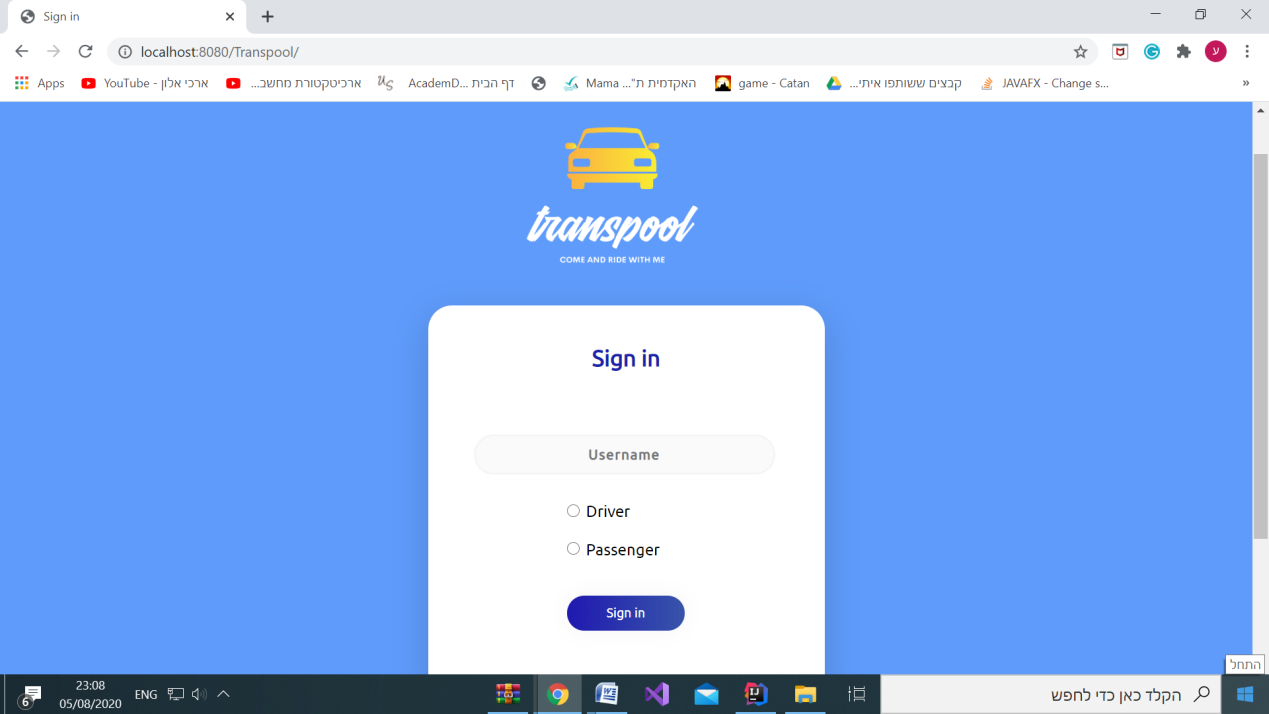 Sign in
localhost:8080/Transpool/
ע
Apps
YouTube - ארכי אלון
ארכיטקטורת מחשב...
AcademD... דף הבית
Mama ..."האקדמית ת
game - Catan
קבצים ששותפו איתי...
JAVAFX - Change s...
»
transpool
COME AND RIDE WITH ME
Sign in
Username
Driver
Passenger
Sign in
התחל
6
23:08
05/08/2020
ENG
הקלד כאן כדי לחפש